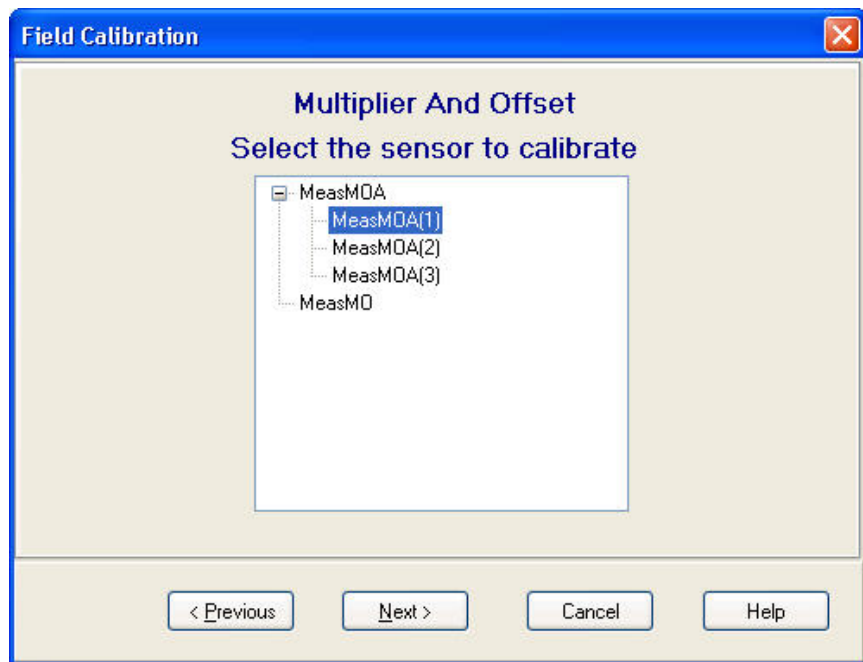 Field Calibration
Multiplier And Offset
Select the sensor to calibrate
MeasMOA
MeasMOA(1)
MeasMOA(2)
MeasMOA(3)
MeasMO
< Previous Next > Cancel Help